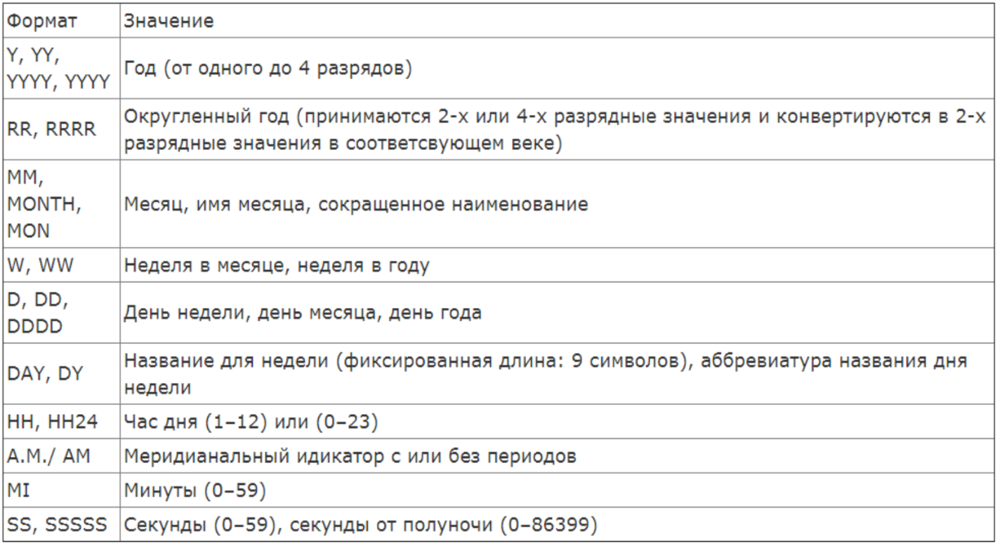 Формат Значение
Y, YY,
YYYY, YYYY
Год (от одного до 4 разрядов)
RR, RRRR
Округленный год (принимаются 2-х или 4-х разрядные значения и конвертируются в 2-х
разрядные значения в соответсвующем веке)
MM,
MONTH,
MON
Месяц, имя месяца, сокращенное наименование
W, WW Неделя в месяце, неделя в году
D, DD,
DDDD
День недели, день месяца, день года
DAY, DY
Название для недели (фиксированная длина: 9 символов), аббревиатура названия дня
недели
HH, HH24 Час дня (1–12) или (0–23)
A.M./ AM Меридианальный идикатор с или без периодов
MI Минуты (0–59)
SS, SSSSS Секунды (0–59), секунды от полуночи (0–86399)